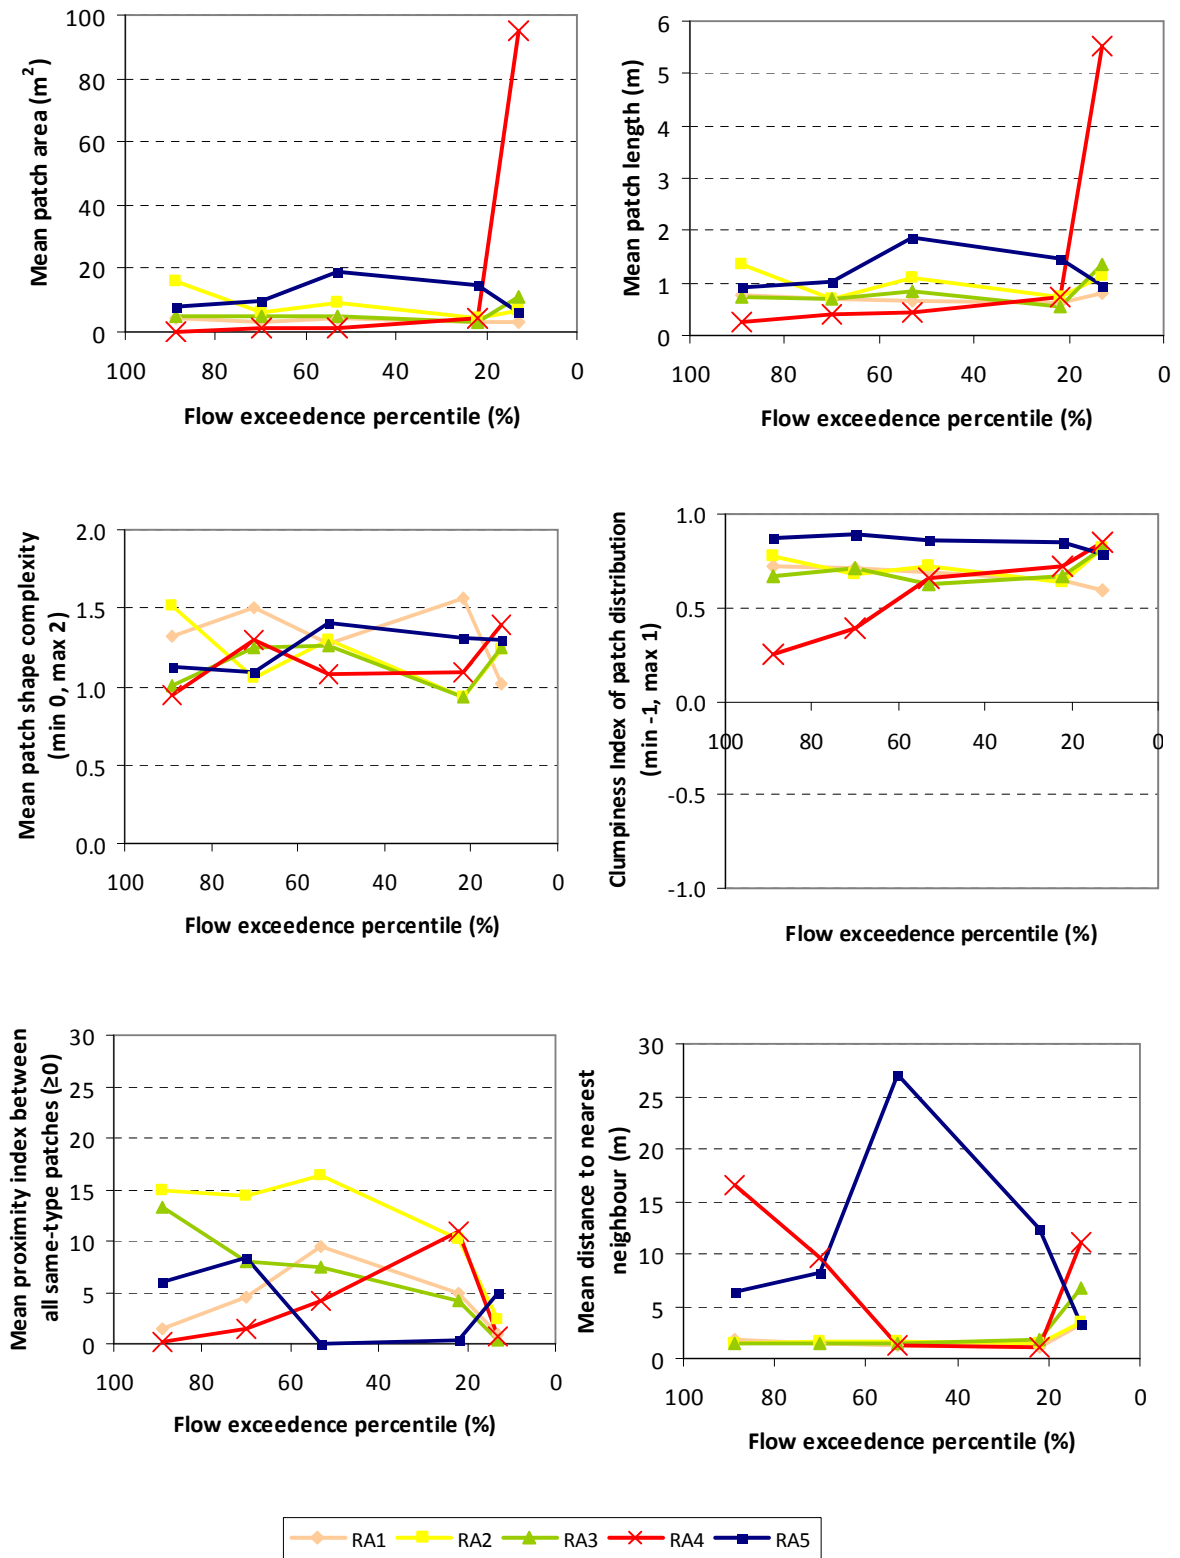 Mean patch area (m²)
100
80
60
40
20
0
100 80 60 40 20 0
Flow exceedence percentile (%)
Mean patch length (m)
6
5
4
3
2
1
0
100 80 60 40 20 0
Flow exceedence percentile (%)
Mean patch shape complexity
(min 0, max 2)
2.0
1.5
1.0
0.5
0.0
100 80 60 40 20 0
Flow exceedence percentile (%)
Clumpiness Index of patch distribution
(min -1, max 1)
1.0
0.5
0.0
-0.5
-1.0
100 80 60 40 20 0
Flow exceedence percentile (%)
Mean proximity index between
all same-type patches (≥0)
30
25
20
15
10
5
0
100 80 60 40 20 0
Flow exceedence percentile (%)
Mean distance to nearest
neighbour (m)
30
25
20
15
10
5
0
100 80 60 40 20 0
Flow exceedence percentile (%)
RA1 RA2 RA3 RA4 RA5